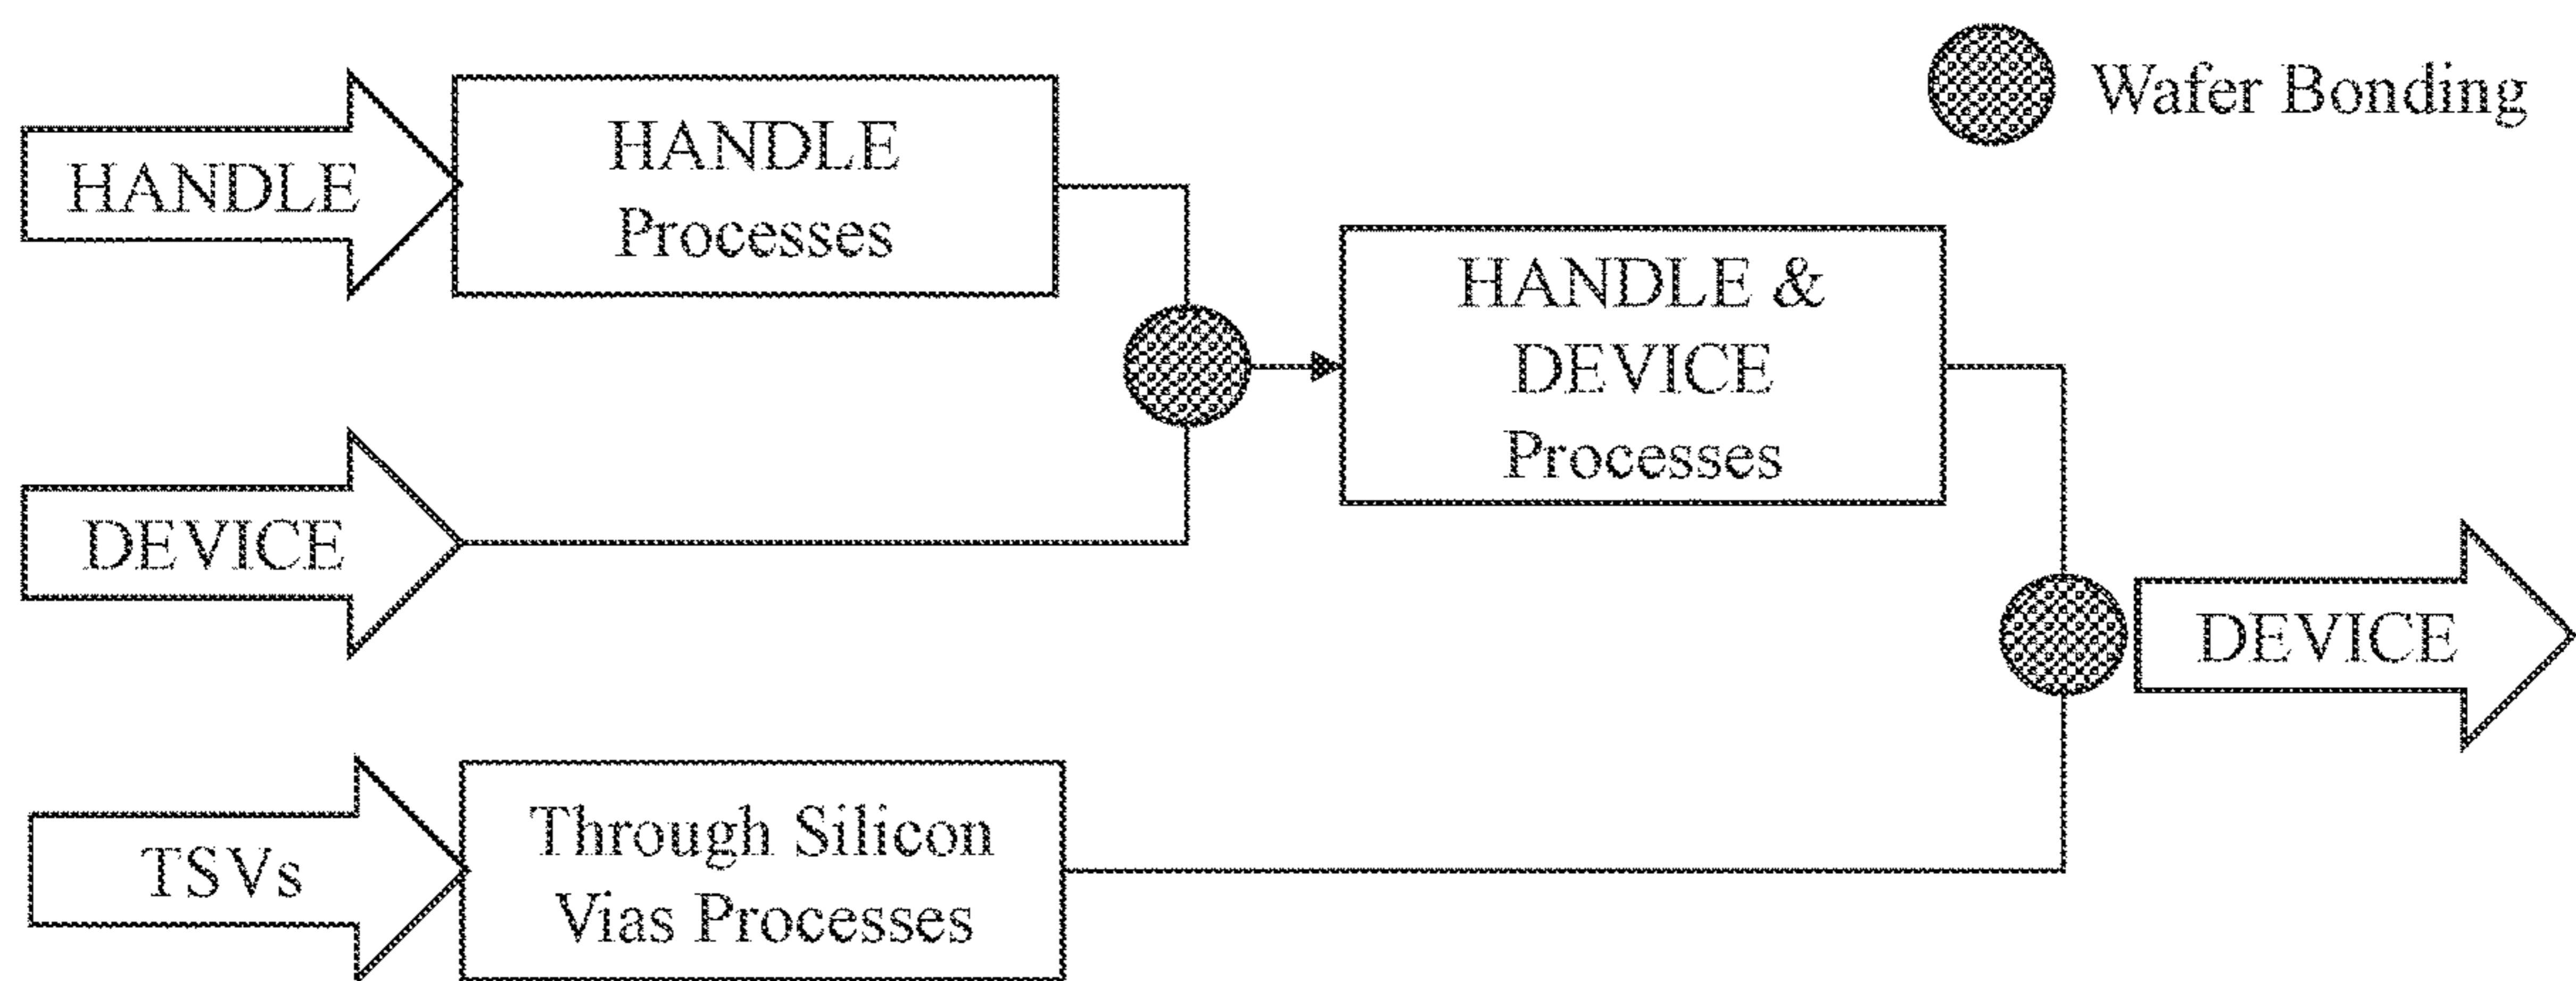 Wafer Bonding
HANDLE
HANDLE
Processes
HANDLE &
DEVICE
Processes
DEVICE
DEVICE
TSVs
Through Silicon
Vias Processes